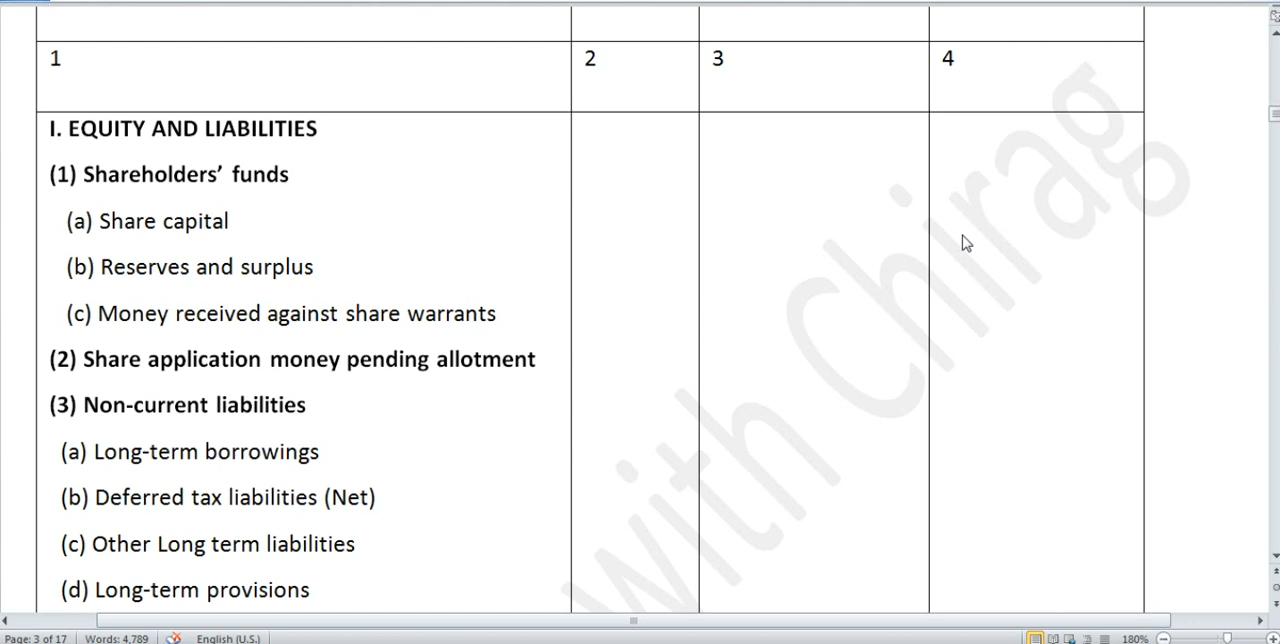 1 2 3 4
I. EQUITY AND LIABILITIES
(1) Shareholders’ funds
(a) Share capital
(b) Reserves and surplus
(c) Money received against share warrants
(2) Share application money pending allotment
(3) Non-current liabilities
(a) Long-term borrowings
(b) Deferred tax liabilities (Net)
(c) Other Long term liabilities
(d) Long-term provisions
with Chirag
Page: 3 of 17 Words: 4,789 English (U.S.) 180%